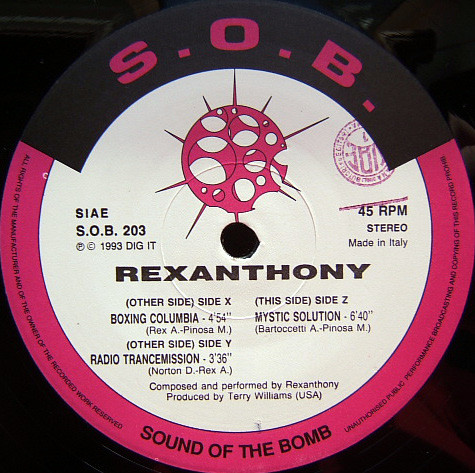 S.O.B.
SIAE
S.O.B. 203
℗ © 1993 DIG IT
45 RPM
STEREO
Made in Italy
REXANTHONY
(OTHER SIDE) SIDE X
BOXING COLUMBIA - 4'54"
(Rex A.-Pinosa M.)
(OTHER SIDE) SIDE Y
RADIO TRANCEMISSION - 3'36"
(Norton D.-Rex A.)
(THIS SIDE) SIDE Z
MYSTIC SOLUTION - 6'40"
(Bartoccetti A.-Pinosa M.)
Composed and performed by Rexanthony
Produced by Terry Williams (USA)
ALL RIGHTS OF THE MANUFACTURER AND OF THE OWNER OF THE RECORDED WORK RESERVED
SOUND OF THE BOMB
UNAUTHORISED PUBLIC PERFORMANCE BROADCASTING AND COPYING OF THIS RECORD PROHIB.